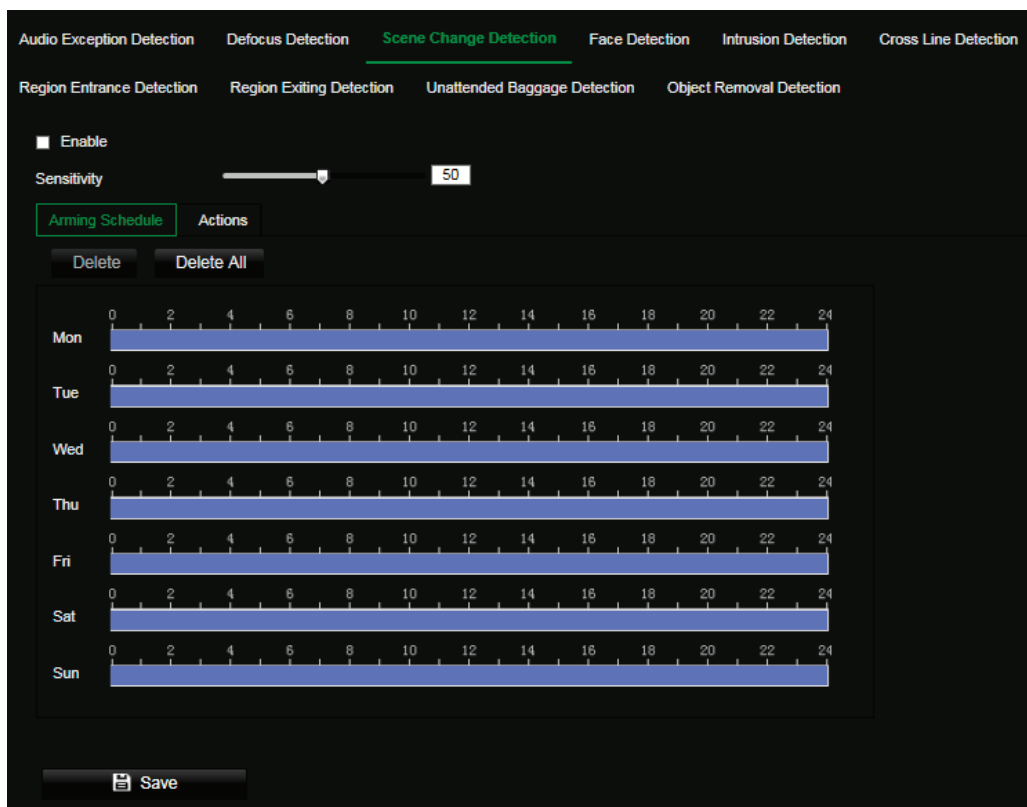 Audio Exception Detection Defocus Detection Scene Change Detection Face Detection Intrusion Detection Cross Line Detection
Region Entrance Detection Region Exiting Detection Unattended Baggage Detection Object Removal Detection
Enable
Sensitivity 50
Arming Schedule Actions
Delete Delete All
0 2 4 6 8 10 12 14 16 18 20 22 24
Mon
0 2 4 6 8 10 12 14 16 18 20 22 24
Tue
0 2 4 6 8 10 12 14 16 18 20 22 24
Wed
0 2 4 6 8 10 12 14 16 18 20 22 24
Thu
0 2 4 6 8 10 12 14 16 18 20 22 24
Fri
0 2 4 6 8 10 12 14 16 18 20 22 24
Sat
0 2 4 6 8 10 12 14 16 18 20 22 24
Sun
Save